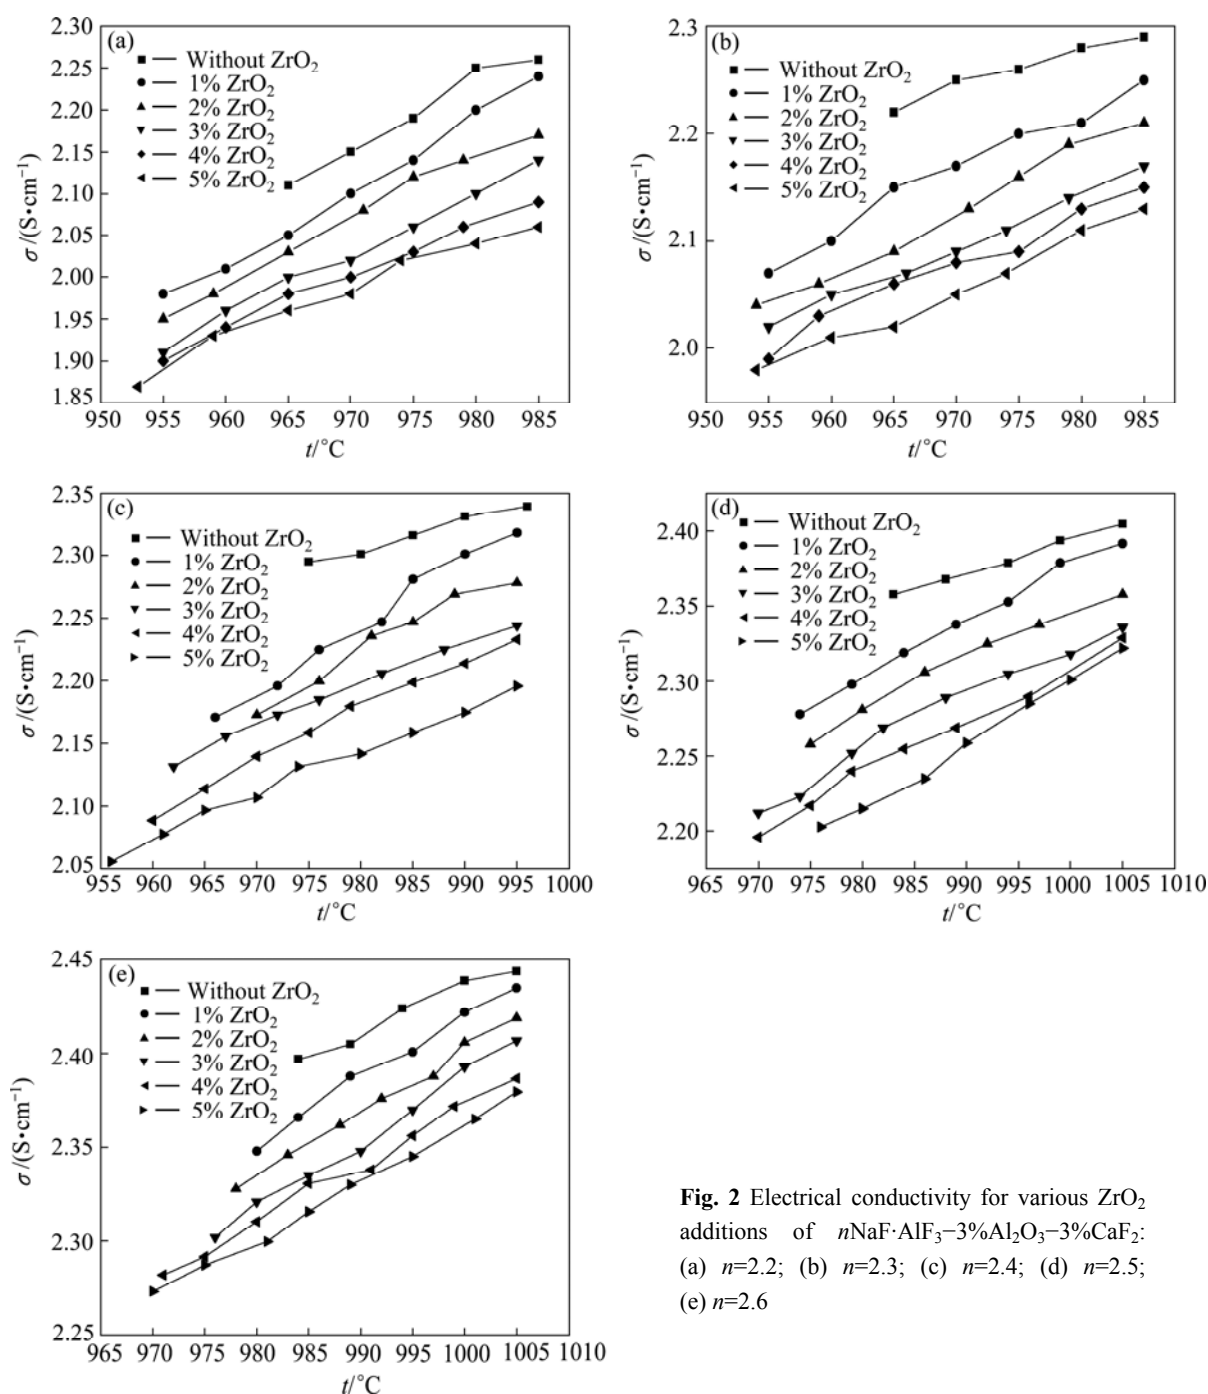 2.30
2.25
2.20
2.15
2.10
2.05
2.00
1.95
1.90
1.85
σ/(S•cm⁻¹)
(a)
Without ZrO₂
1% ZrO₂
2% ZrO₂
3% ZrO₂
4% ZrO₂
5% ZrO₂
950 955 960 965 970 975 980 985
t/°C
2.3
2.2
2.1
2.0
σ/(S•cm⁻¹)
(b)
Without ZrO₂
1% ZrO₂
2% ZrO₂
3% ZrO₂
4% ZrO₂
5% ZrO₂
950 955 960 965 970 975 980 985
t/°C
2.35
2.30
2.25
2.20
2.15
2.10
2.05
σ/(S•cm⁻¹)
(c)
Without ZrO₂
1% ZrO₂
2% ZrO₂
3% ZrO₂
4% ZrO₂
5% ZrO₂
955 960 965 970 975 980 985 990 995 1000
t/°C
2.40
2.35
2.30
2.25
2.20
σ/(S•cm⁻¹)
(d)
Without ZrO₂
1% ZrO₂
2% ZrO₂
3% ZrO₂
4% ZrO₂
5% ZrO₂
965 970 975 980 985 990 995 1000 1005 1010
t/°C
2.45
2.40
2.35
2.30
2.25
σ/(S•cm⁻¹)
(e)
Without ZrO₂
1% ZrO₂
2% ZrO₂
3% ZrO₂
4% ZrO₂
5% ZrO₂
965 970 975 980 985 990 995 1000 1005 1010
t/°C
Fig. 2 Electrical conductivity for various ZrO₂
additions of nNaF·AlF₃−3%Al₂O₃−3%CaF₂:
(a) n=2.2; (b) n=2.3; (c) n=2.4; (d) n=2.5;
(e) n=2.6